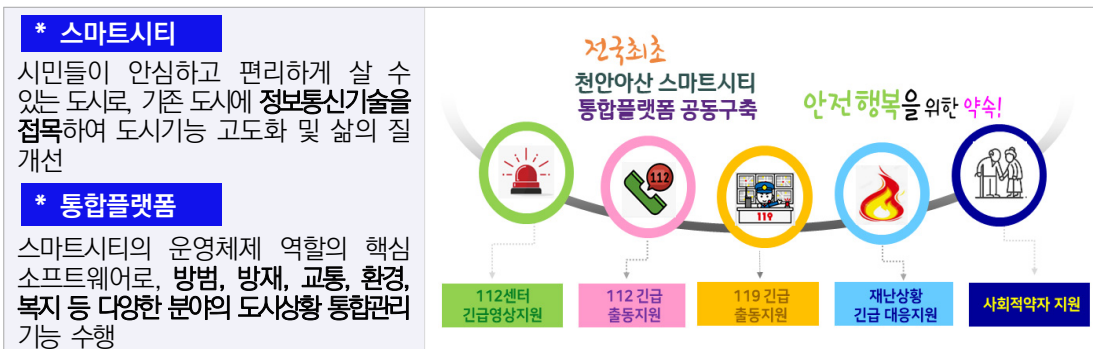 * 스마트시티
시민들이 안심하고 편리하게 살 수
있는 도시로, 기존 도시에 정보통신기술을
접목하여 도시기능 고도화 및 삶의 질
개선
* 통합플랫폼
스마트시티의 운영체제 역할의 핵심
소프트웨어로, 방범, 방재, 교통, 환경,
복지 등 다양한 분야의 도시상황 통합관리
기능 수행
전국최초
천안아산 스마트시티
통합플랫폼 공동구축
안전행복을 위한 약속!
112
119
112센터
긴급영상지원
112 긴급
출동지원
119 긴급
출동지원
재난상황
긴급 대응지원
사회적약자 지원